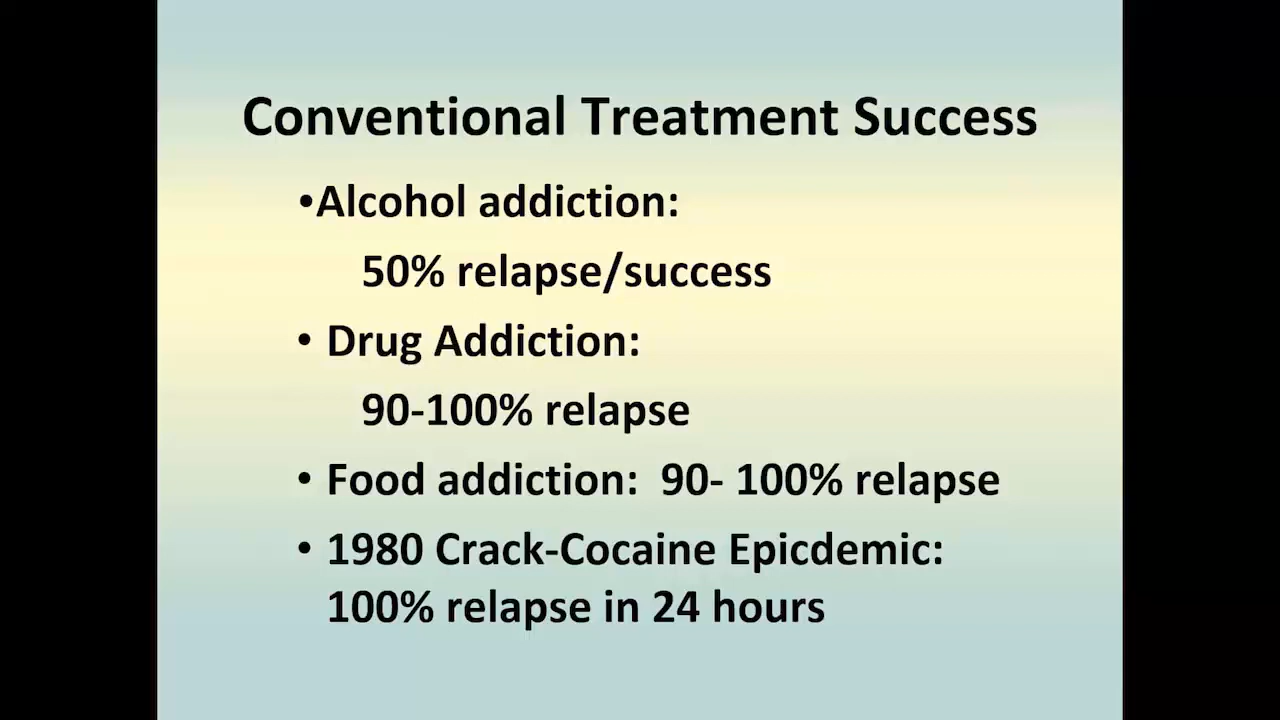 Conventional Treatment Success
•Alcohol addiction:
50% relapse/success
• Drug Addiction:
90-100% relapse
• Food addiction:  90- 100% relapse
• 1980 Crack-Cocaine Epicdemic:
100% relapse in 24 hours